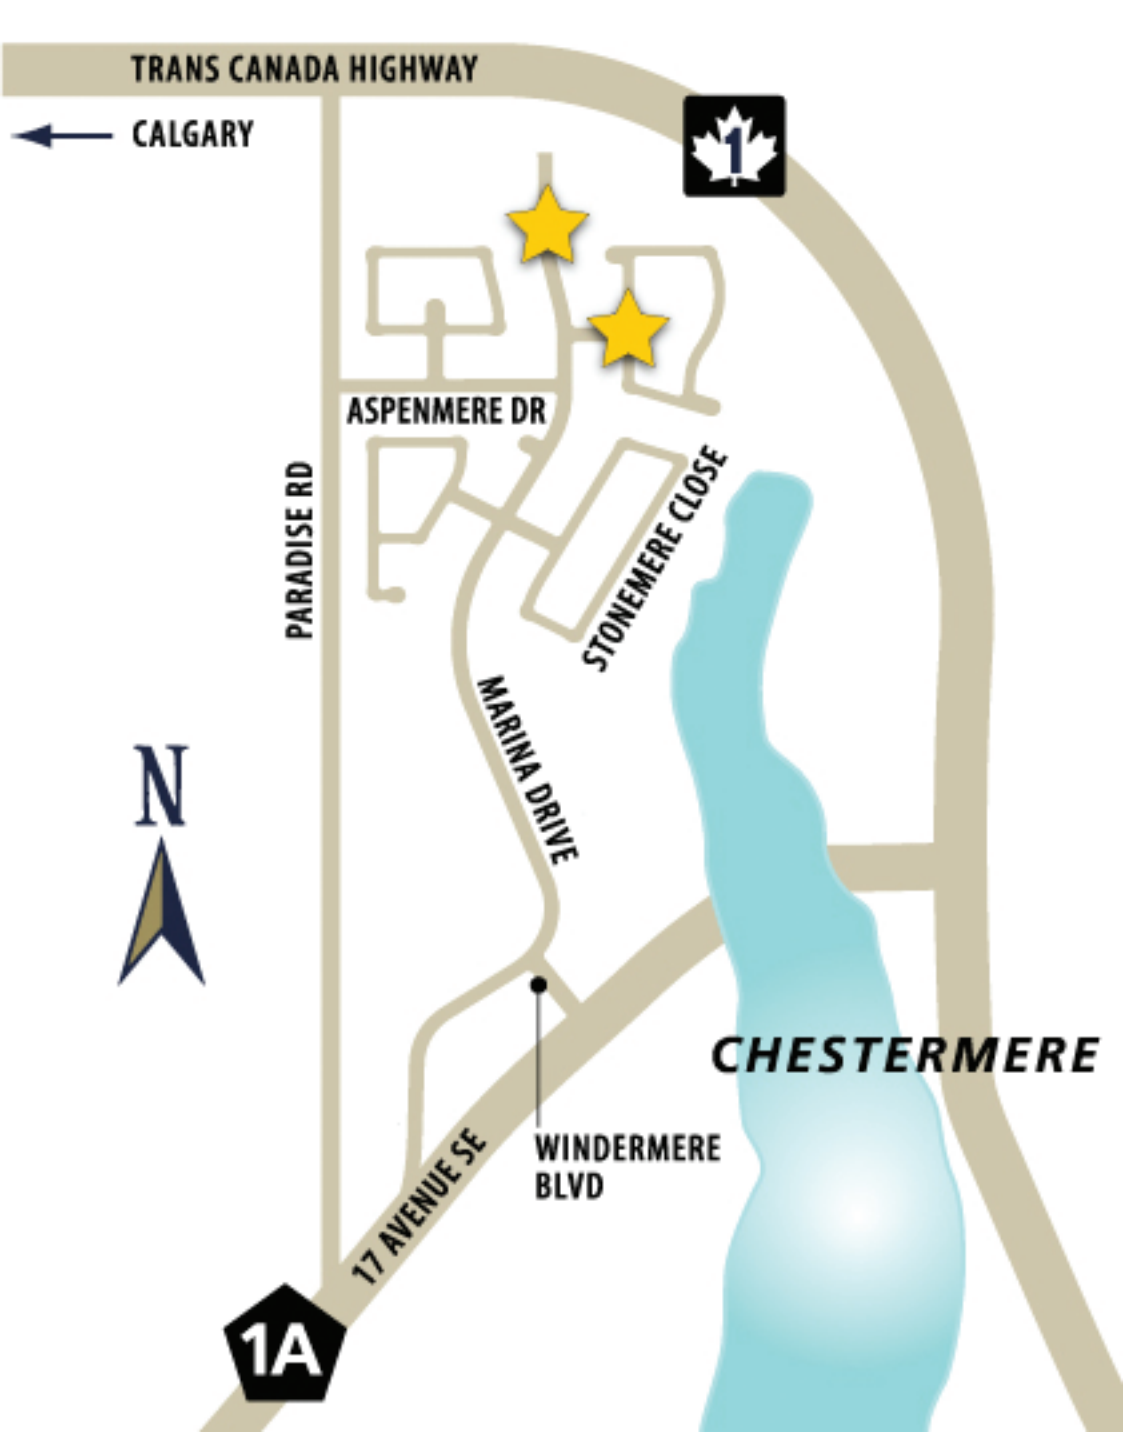 TRANS CANADA HIGHWAY
CALGARY
1
ASPENMERE DR
PARADISE RD
STONEMERE CLOSE
MARINA DRIVE
N
CHESTERMERE
WINDERMERE
BLVD
17 AVENUE SE
1A